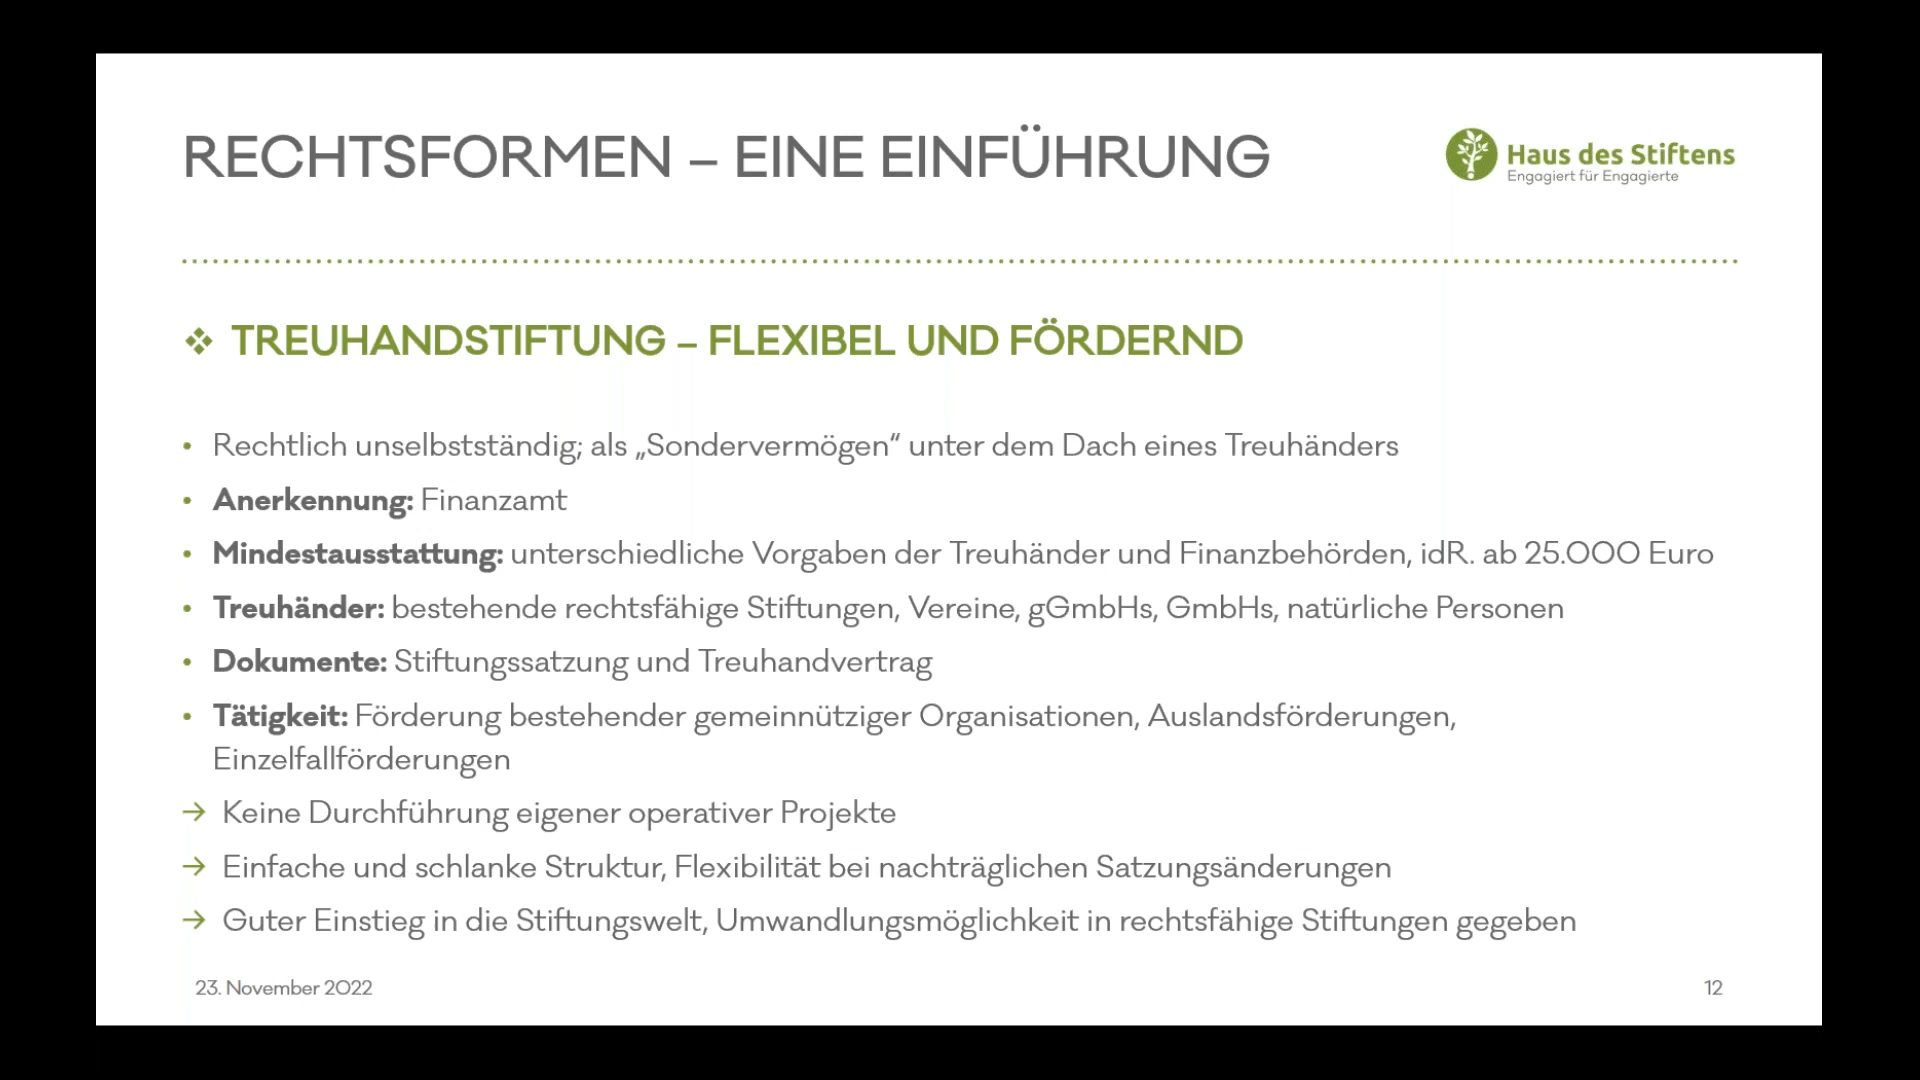 RECHTSFORMEN – EINE EINFÜHRUNG
Haus des Stiftens
Engagiert für Engagierte
❖ TREUHANDSTIFTUNG – FLEXIBEL UND FÖRDERND
• Rechtlich unselbstständig; als „Sondervermögen“ unter dem Dach eines Treuhänders
• Anerkennung: Finanzamt
• Mindestausstattung: unterschiedliche Vorgaben der Treuhänder und Finanzbehörden, idR. ab 25.000 Euro
• Treuhänder: bestehende rechtsfähige Stiftungen, Vereine, gGmbHs, GmbHs, natürliche Personen
• Dokumente: Stiftungssatzung und Treuhandvertrag
• Tätigkeit: Förderung bestehender gemeinnütziger Organisationen, Auslandsförderungen,
Einzelfallförderungen
→ Keine Durchführung eigener operativer Projekte
→ Einfache und schlanke Struktur, Flexibilität bei nachträglichen Satzungsänderungen
→ Guter Einstieg in die Stiftungswelt, Umwandlungsmöglichkeit in rechtsfähige Stiftungen gegeben
23. November 2022
12